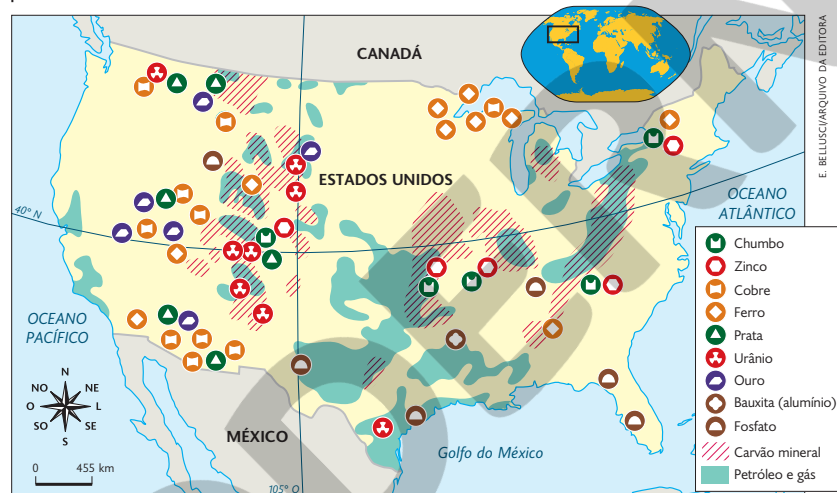 CANADÁ
E. BELLUSCI/ARQUIVO DA EDITORA
ESTADOS UNIDOS
40° N
OCEANO
ATLÂNTICO
OCEANO
PACÍFICO
Chumbo
Zinco
Cobre
Ferro
Prata
Urânio
Ouro
Bauxita (alumínio)
Fosfato
Carvão mineral
Petróleo e gás
N
NO
NE
O
L
SO
SE
S
MÉXICO
Golfo do México
0 455 km
105° O